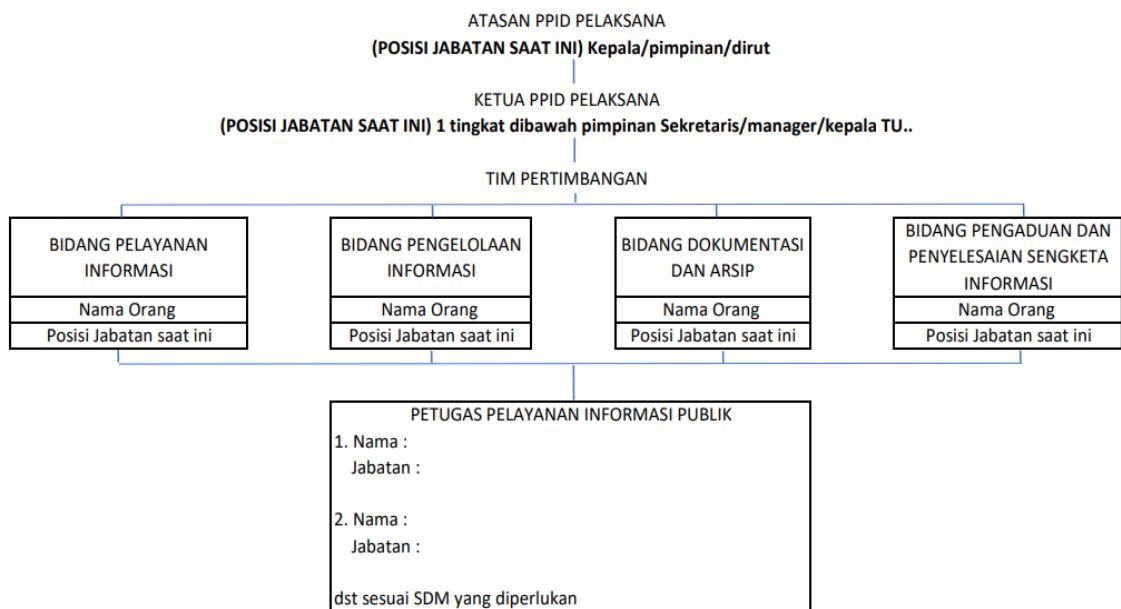 ATASAN PPID PELAKSANA
(POSISI JABATAN SAAT INI) Kepala/pimpinan/dirut
KETUA PPID PELAKSANA
(POSISI JABATAN SAAT INI) 1 tingkat dibawah pimpinan Sekretaris/manager/kepala TU..
TIM PERTIMBANGAN
BIDANG PELAYANAN
INFORMASI
Nama Orang
Posisi Jabatan saat ini
BIDANG PENGELOLAAN
INFORMASI
Nama Orang
Posisi Jabatan saat ini
BIDANG DOKUMENTASI
DAN ARSIP
Nama Orang
Posisi Jabatan saat ini
BIDANG PENGADUAN DAN
PENYELESAIAN SENGKETA
INFORMASI
Nama Orang
Posisi Jabatan saat ini
PETUGAS PELAYANAN INFORMASI PUBLIK
1. Nama :
Jabatan :
2. Nama :
Jabatan :
dst sesuai SDM yang diperlukan